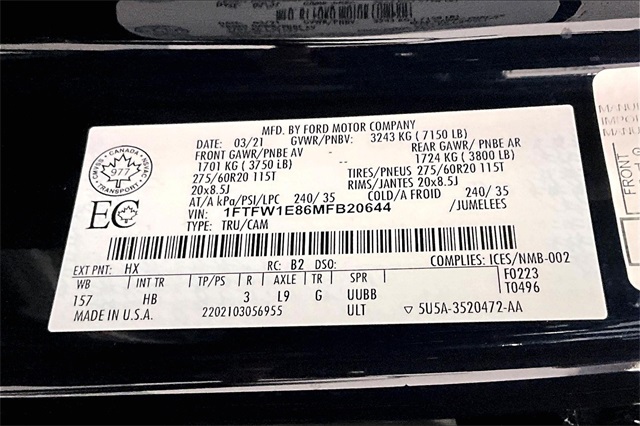 MFD. BY FORD MOTOR COMPANY
DATE: 03/21 GVWR/PNBV: 3243 KG ( 7150 LB)
FRONT GAWR/PNBE AV -- REAR GAWR/ PNBE AR
1701 KG ( 3750 LB) 1724 KG ( 3800 LB)
275/60R20 115T -- TIRES/PNEUS 275/60R20 115T
20x8.5J RIMS/JANTES 20x8.5J
AT/A kPa/PSI/LPC 240/ 35 COLD/A FROID 240/ 35
VIN: 1FTFW1E86MFB20644 /JUMELEES
TYPE: TRU/CAM
CANADA
CMVSS NSVAC
977
TRANSPORT
EC
COMPLIES: ICES/NMB-002
EXT PNT: HX RC: B2 DSO: F0223
WB INT TR TP/PS R AXLE TR SPR T0496
157 HB 3 L9 G UUBB
MADE IN U.S.A. 2202103056955 ULT ▽ 5U5A-3520472-AA
FRONT